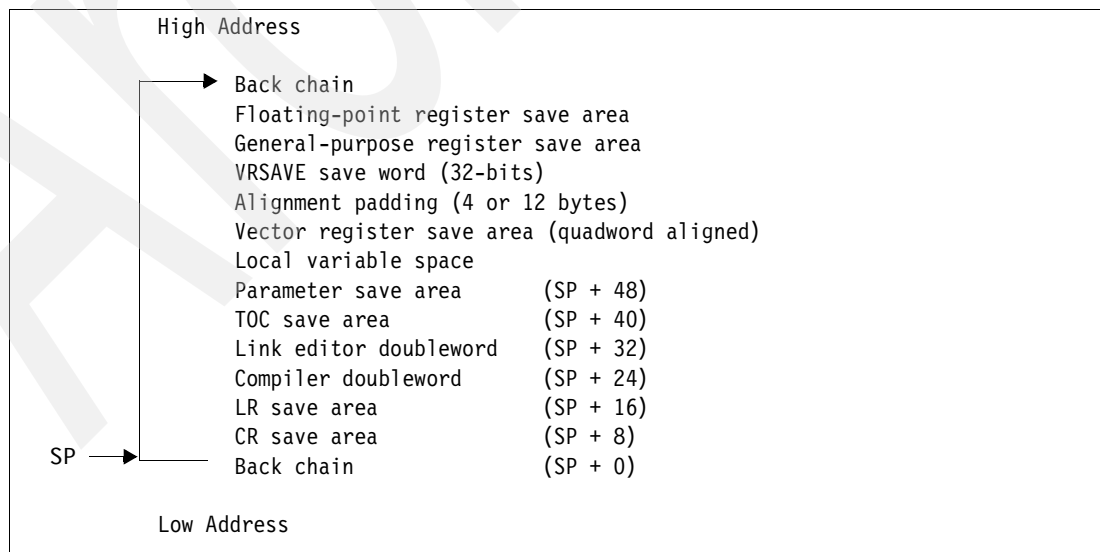 High Address
Back chain
Floating-point register save area
General-purpose register save area
VRSAVE save word (32-bits)
Alignment padding (4 or 12 bytes)
Vector register save area (quadword aligned)
Local variable space
Parameter save area (SP + 48)
TOC save area (SP + 40)
Link editor doubleword (SP + 32)
Compiler doubleword (SP + 24)
LR save area (SP + 16)
CR save area (SP + 8)
SP Back chain (SP + 0)
Low Address